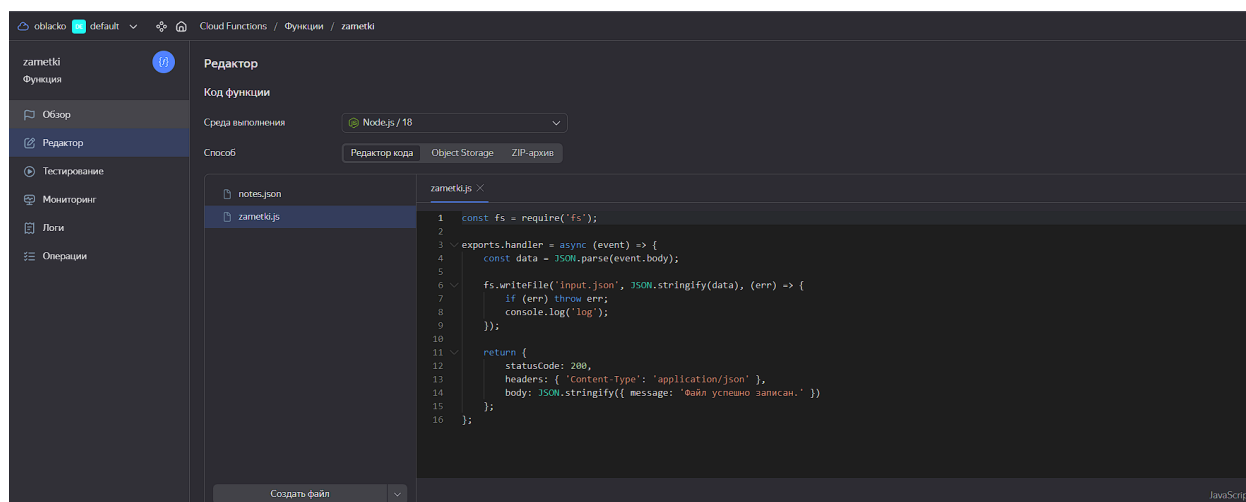 oblacko DE default Cloud Functions / Функции / zametki
zametki
Функция
Обзор
Редактор
Тестирование
Мониторинг
Логи
Операции
Редактор
Код функции
Среда выполнения Node.js / 18
Способ Редактор кода Object Storage ZIP-архив
notes.json
zametki.js
Создать файл
zametki.js
1 const fs = require('fs');
2
3 exports.handler = async (event) => {
4 const data = JSON.parse(event.body);
5
6 fs.writeFile('input.json', JSON.stringify(data), (err) => {
7 if (err) throw err;
8 console.log('log');
9 });
10
11 return {
12 statusCode: 200,
13 headers: { 'Content-Type': 'application/json' },
14 body: JSON.stringify({ message: 'Файл успешно записан.' })
15 };
16 };
JavaScrip